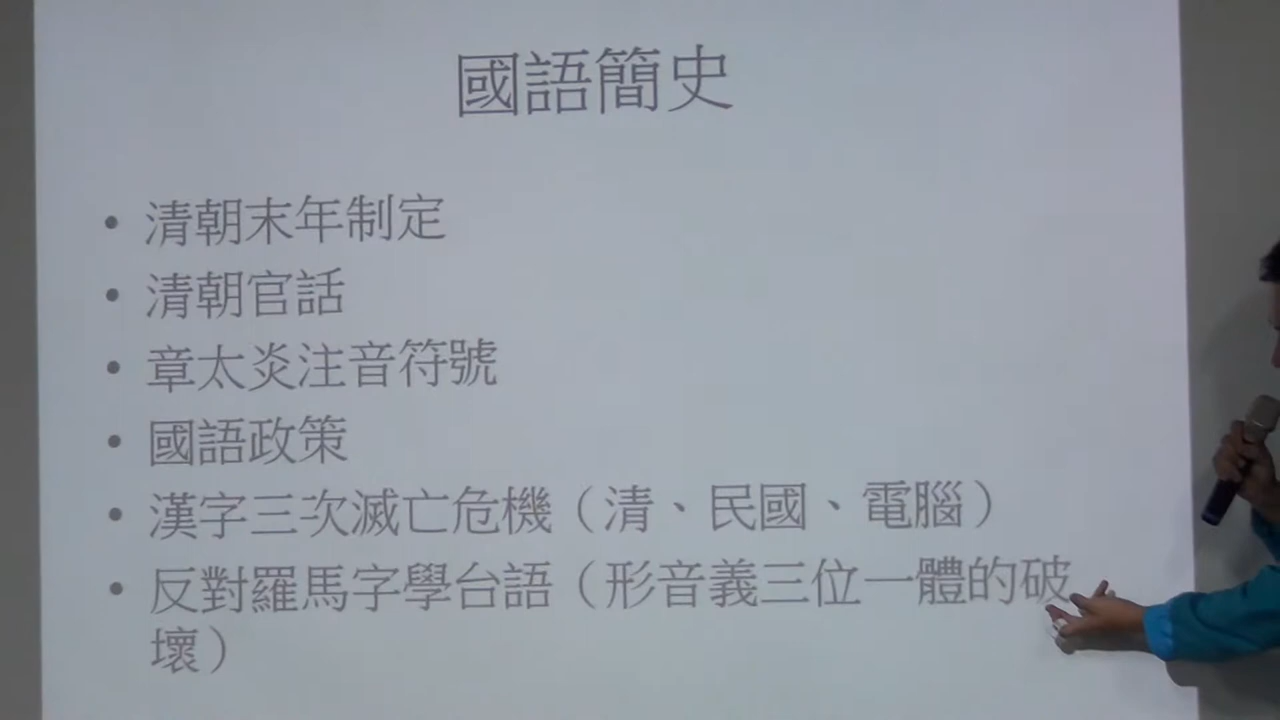 國語簡史
• 清朝末年制定
• 清朝官話
• 章太炎注音符號
• 國語政策
• 漢字三次滅亡危機（清、民國、電腦）
• 反對羅馬字學台語（形音義三位一體的破
壞）